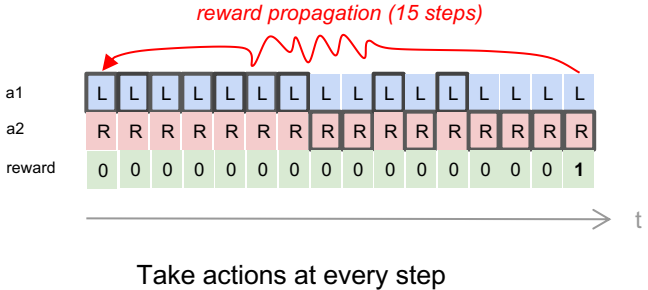 reward propagation (15 steps)
a1 L L L L L L L L L L L L L L L L
a2 R R R R R R R R R R R R R R R R
reward 0 0 0 0 0 0 0 0 0 0 0 0 0 0 0 1
t
Take actions at every step